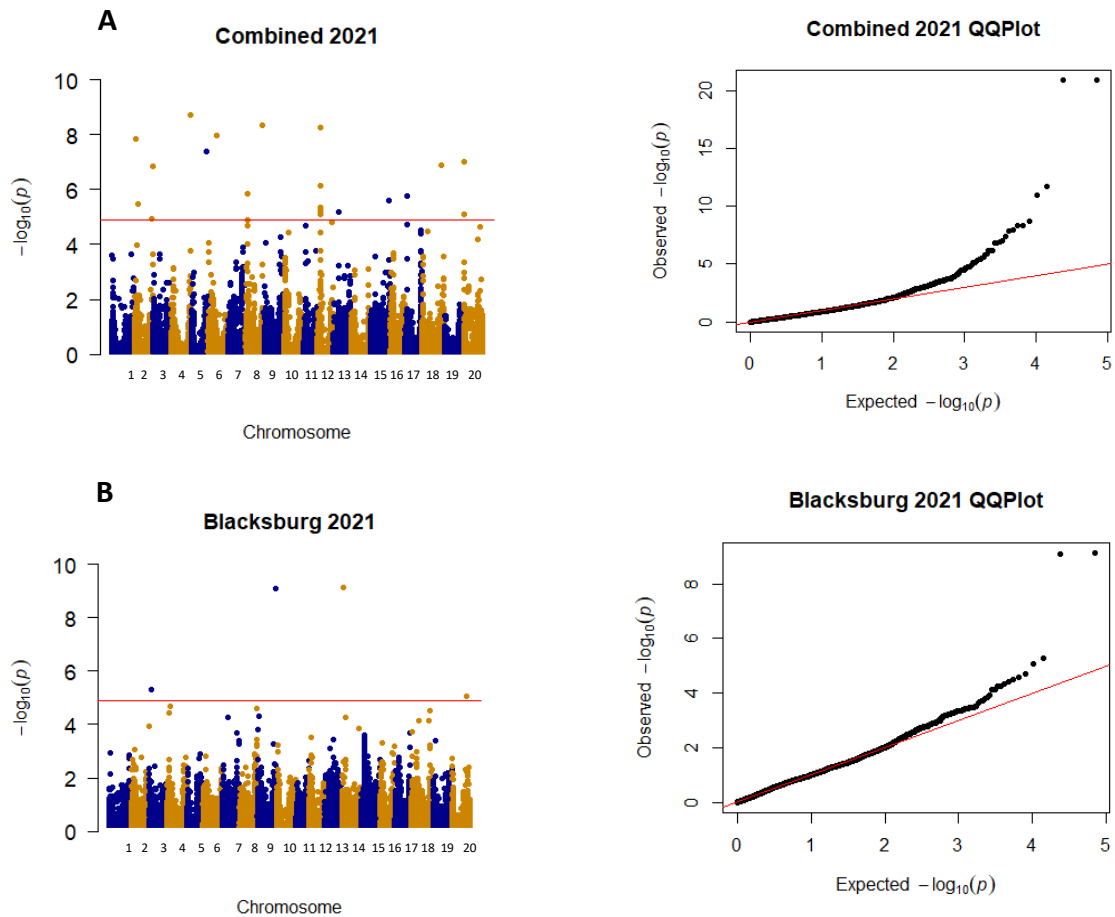 A
Combined 2021
10
8
6
4
2
0
−log10(p)
1 2 3 4 5 6 7 8 9 10 11 12 13 15 16 17 18 19 20
Chromosome
Combined 2021 QQPlot
20
15
10
5
0
Observed −log10(p)
0 1 2 3 4 5
Expected −log10(p)
B
Blacksburg 2021
10
8
6
4
2
0
−log10(p)
1 2 3 4 5 6 7 8 9 10 11 12 13 14 15 16 17 18 19 20
Chromosome
Blacksburg 2021 QQPlot
8
6
4
2
0
Observed −log10(p)
0 1 2 3 4 5
Expected −log10(p)